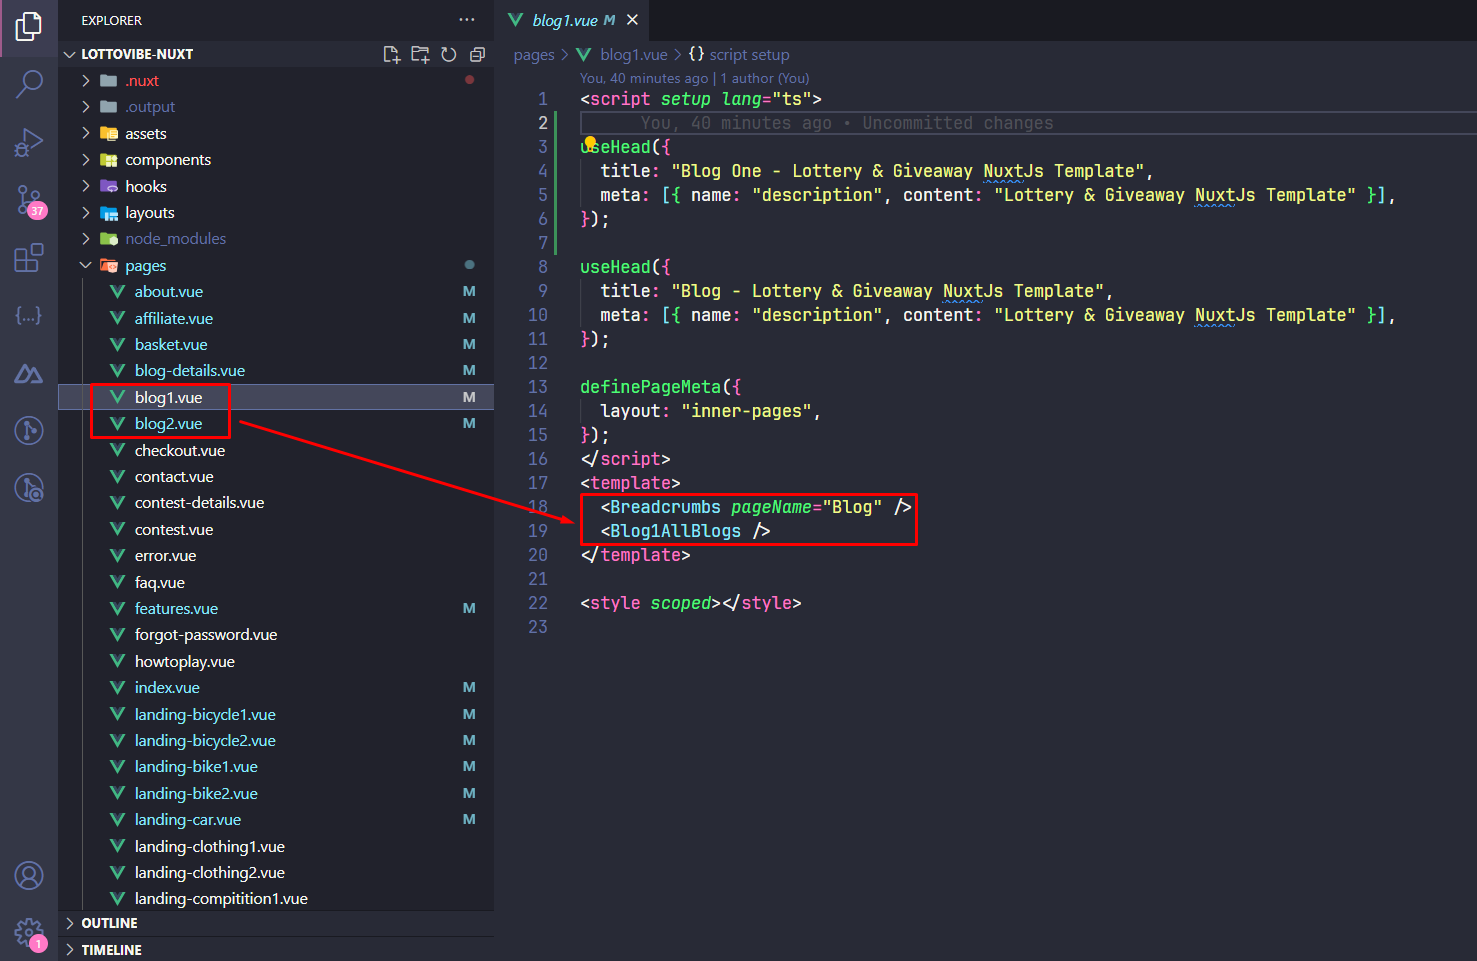 EXPLORER
LOTTOVIBE-NUXT
.nuxt
.output
assets
components
hooks
37
layouts
node_modules
pages
about.vue M
affiliate.vue M
basket.vue M
blog-details.vue M
blog1.vue M
blog2.vue M
checkout.vue
contact.vue
contest-details.vue
contest.vue
error.vue
faq.vue
features.vue M
forgot-password.vue
howtoplay.vue
index.vue M
landing-bicycle1.vue M
landing-bicycle2.vue M
landing-bike1.vue M
landing-bike2.vue M
landing-car.vue M
landing-clothing1.vue
landing-clothing2.vue
landing-compitition1.vue
OUTLINE
1
TIMELINE
blog1.vue M
pages > blog1.vue > {} script setup
You, 40 minutes ago | 1 author (You)
1 <script setup lang="ts">
2 You, 40 minutes ago • Uncommitted changes
3 useHead({
4 title: "Blog One - Lottery & Giveaway NuxtJs Template",
5 meta: [{ name: "description", content: "Lottery & Giveaway NuxtJs Template" }],
6 });
7
8 useHead({
9 title: "Blog - Lottery & Giveaway NuxtJs Template",
10 meta: [{ name: "description", content: "Lottery & Giveaway NuxtJs Template" }],
11 });
12
13 definePageMeta({
14 layout: "inner-pages",
15 });
16 </script>
17 <template>
18 <Breadcrumbs pageName="Blog" />
19 <Blog1AllBlogs />
20 </template>
21
22 <style scoped></style>
23